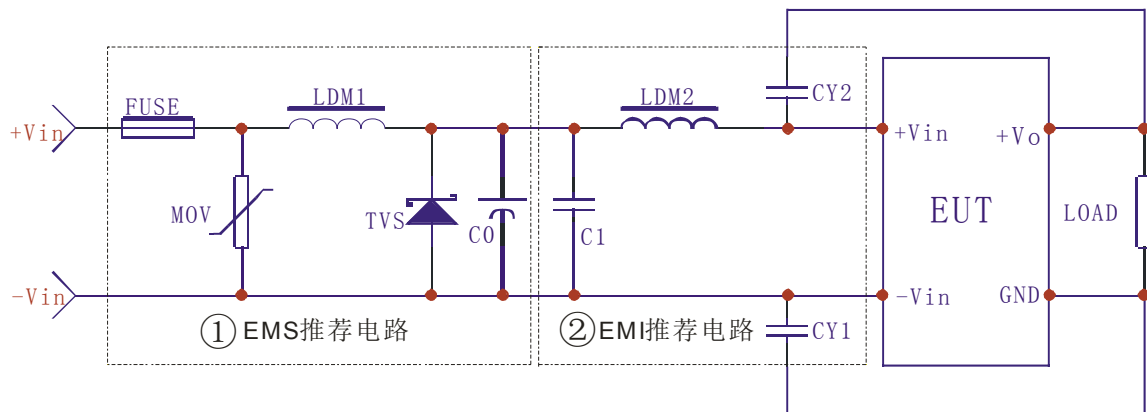 FUSE
LDM1
LDM2
CY2
+Vin
+Vin
+Vo
MOV
TVS
C0
C1
EUT
LOAD
-Vin
-Vin
GND
①EMS推荐电路
②EMI推荐电路
CY1